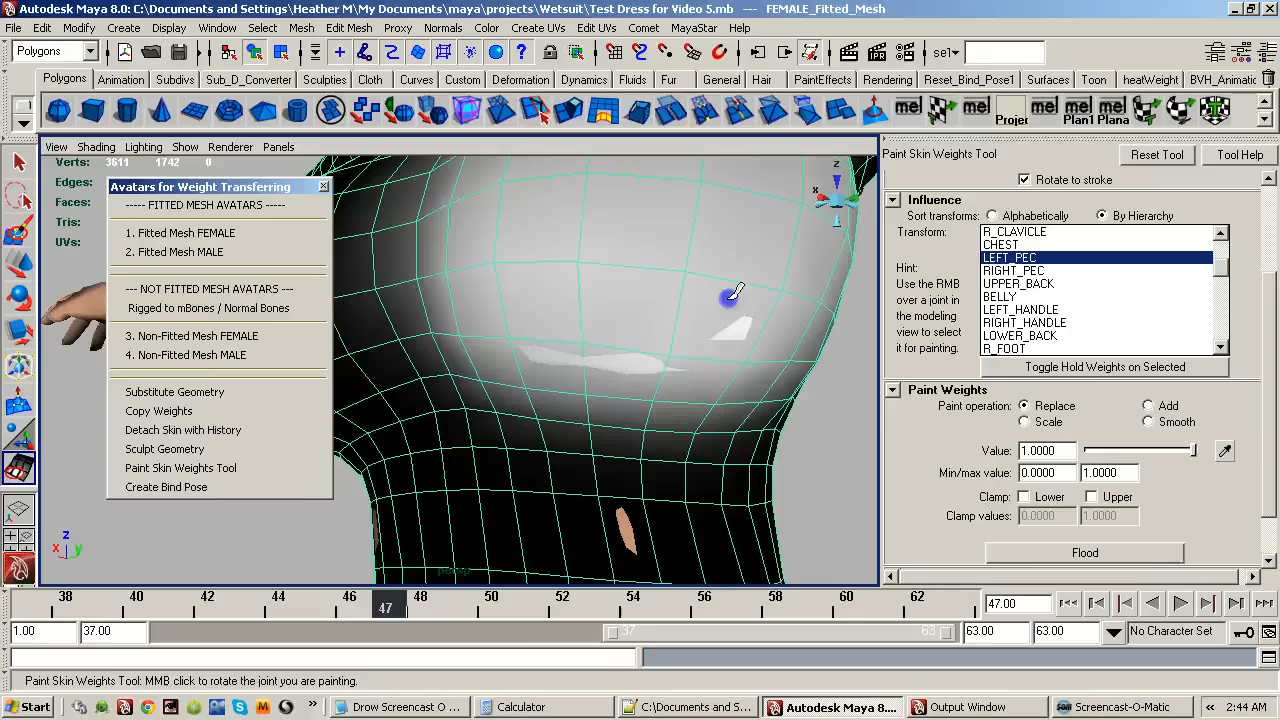 Autodesk Maya 8.0: C:\Documents and Settings\Heather M\My Documents\maya\projects\Wetsuit\Test Dress for Video 5.mb --- FEMALE_Fitted_Mesh
File Edit Modify Create Display Window Select Mesh Edit Mesh Proxy Normals Color Create UVs Edit UVs Comet MayaStar Help
Polygons
sel
Polygons Animation Subdivs Sub_D_Converter Sculpties Cloth Curves Custom Deformation Dynamics Fluids Fur General Hair PaintEffects Rendering Reset_Bind_Pose1 Surfaces Toon heatWeight BVH_Animatic
mel mel Projec mel Plan1 mel Plana
View Shading Lighting Show Renderer Panels
Verts: 3611 1742 0
Edges:
Faces:
Tris:
UVs:
Avatars for Weight Transferring
----- FITTED MESH AVATARS -----
1. Fitted Mesh FEMALE
2. Fitted Mesh MALE
--- NOT FITTED MESH AVATARS ---
Rigged to mBones / Normal Bones
3. Non-Fitted Mesh FEMALE
4. Non-Fitted Mesh MALE
Substitute Geometry
Copy Weights
Detach Skin with History
Sculpt Geometry
Paint Skin Weights Tool
Create Bind Pose
z
x
z
x y
persp
Paint Skin Weights Tool
Reset Tool
Tool Help
Rotate to stroke
Influence
Sort transforms: Alphabetically By Hierarchy
Transform:
R_CLAVICLE
CHEST
LEFT_PEC
RIGHT_PEC
UPPER_BACK
BELLY
LEFT_HANDLE
RIGHT_HANDLE
LOWER_BACK
R_FOOT
Hint:
Use the RMB
over a joint in
the modeling
view to select
it for painting.
Toggle Hold Weights on Selected
Paint Weights
Paint operation: Replace Add
Scale Smooth
Value: 1.0000
Min/max value: 0.0000 1.0000
Clamp: Lower Upper
Clamp values: 0.0000 1.0000
Flood
38 40 42 44 46 47 48 50 52 54 56 58 60 62
47.00
1.00 37.00 37 63 63.00 63.00 No Character Set
Paint Skin Weights Tool: MMB click to rotate the joint you are painting.
Start
Drow Screencast O ...
Calculator
C:\Documents and S...
Autodesk Maya 8....
Output Window
Screencast-O-Matic
2:44 AM